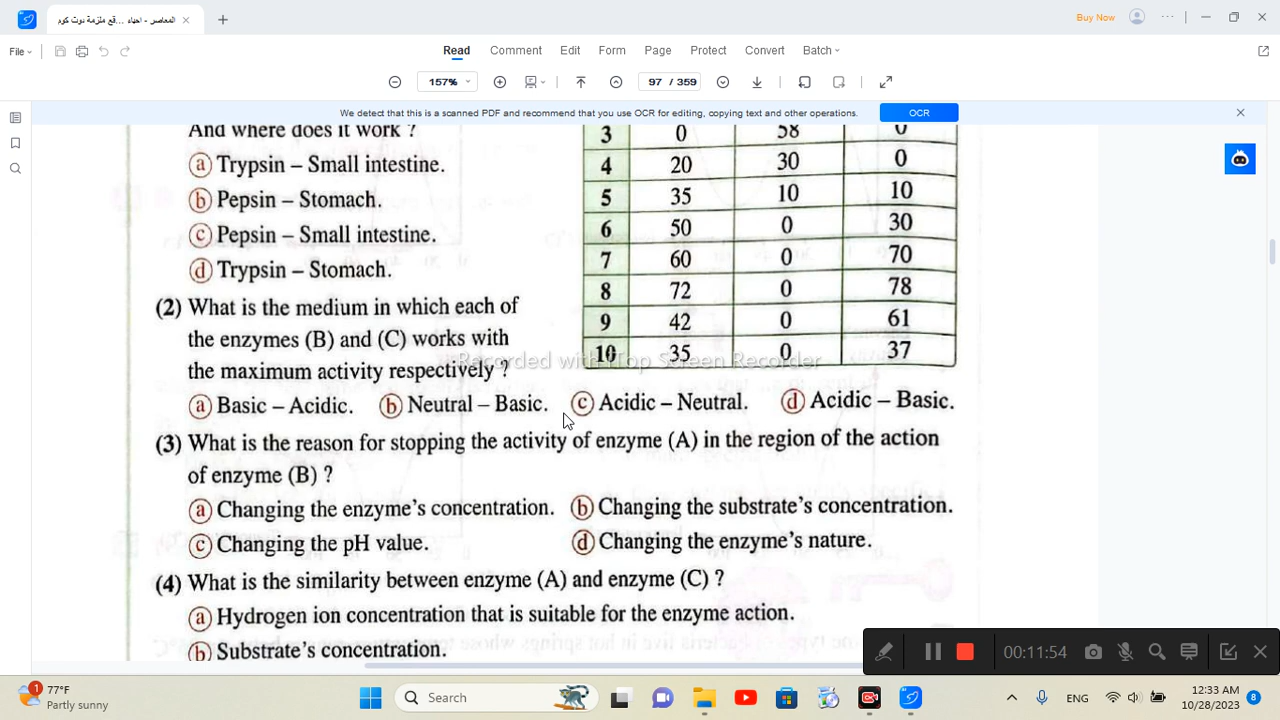 المعاصر - احياء ...قع ملزمة دوت كوم
Buy Now
File
Read Comment Edit Form Page Protect Convert Batch
157% 97 / 359
We detect that this is a scanned PDF and recommend that you use OCR for editing, copying text and other operations.
OCR
And where does it work ?
ⓐ Trypsin – Small intestine.
ⓑ Pepsin – Stomach.
ⓒ Pepsin – Small intestine.
ⓓ Trypsin – Stomach.
(2) What is the medium in which each of
the enzymes (B) and (C) works with
the maximum activity respectively ?
3 0 58 0
4 20 30 0
5 35 10 10
6 50 0 30
7 60 0 70
8 72 0 78
9 42 0 61
10 35 0 37
Recorded with iTop Screen Recorder
ⓐ Basic – Acidic. ⓑ Neutral – Basic. ⓒ Acidic – Neutral. ⓓ Acidic – Basic.
(3) What is the reason for stopping the activity of enzyme (A) in the region of the action
of enzyme (B) ?
ⓐ Changing the enzyme's concentration. ⓑ Changing the substrate's concentration.
ⓒ Changing the pH value. ⓓ Changing the enzyme's nature.
(4) What is the similarity between enzyme (A) and enzyme (C) ?
ⓐ Hydrogen ion concentration that is suitable for the enzyme action.
ⓑ Substrate's concentration.
00:11:54
1
77°F
Partly sunny
Search
ENG
12:33 AM
10/28/2023
8